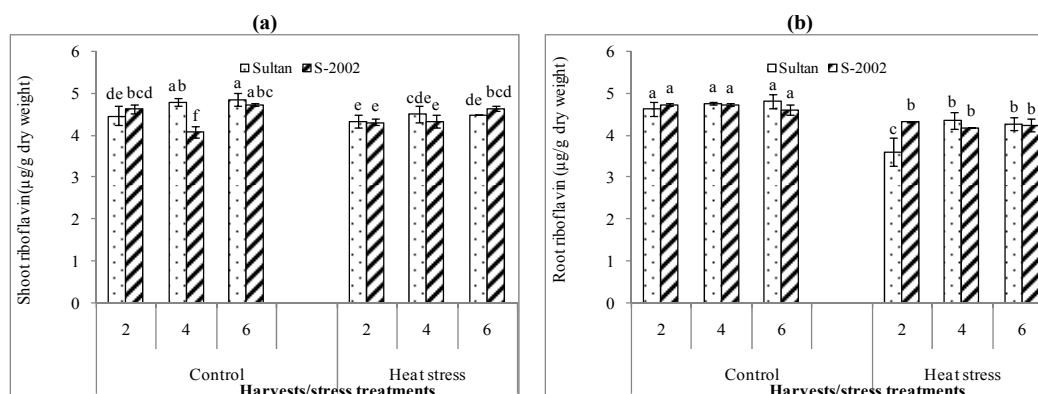 (a)
Shoot riboflavin(µg/g dry weight)
6
5
4
3
2
1
0
Sultan S-2002
de bcd ab f a abc e e cde e de bcd
2 4 6 2 4 6
Control Heat stress
Harvests/stress treatments
(b)
Root riboflavin (µg/g dry weight)
6
5
4
3
2
1
0
Sultan S-2002
a a a a a a c b b b b b
2 4 6 2 4 6
Control Heat stress
Harvests/stress treatments